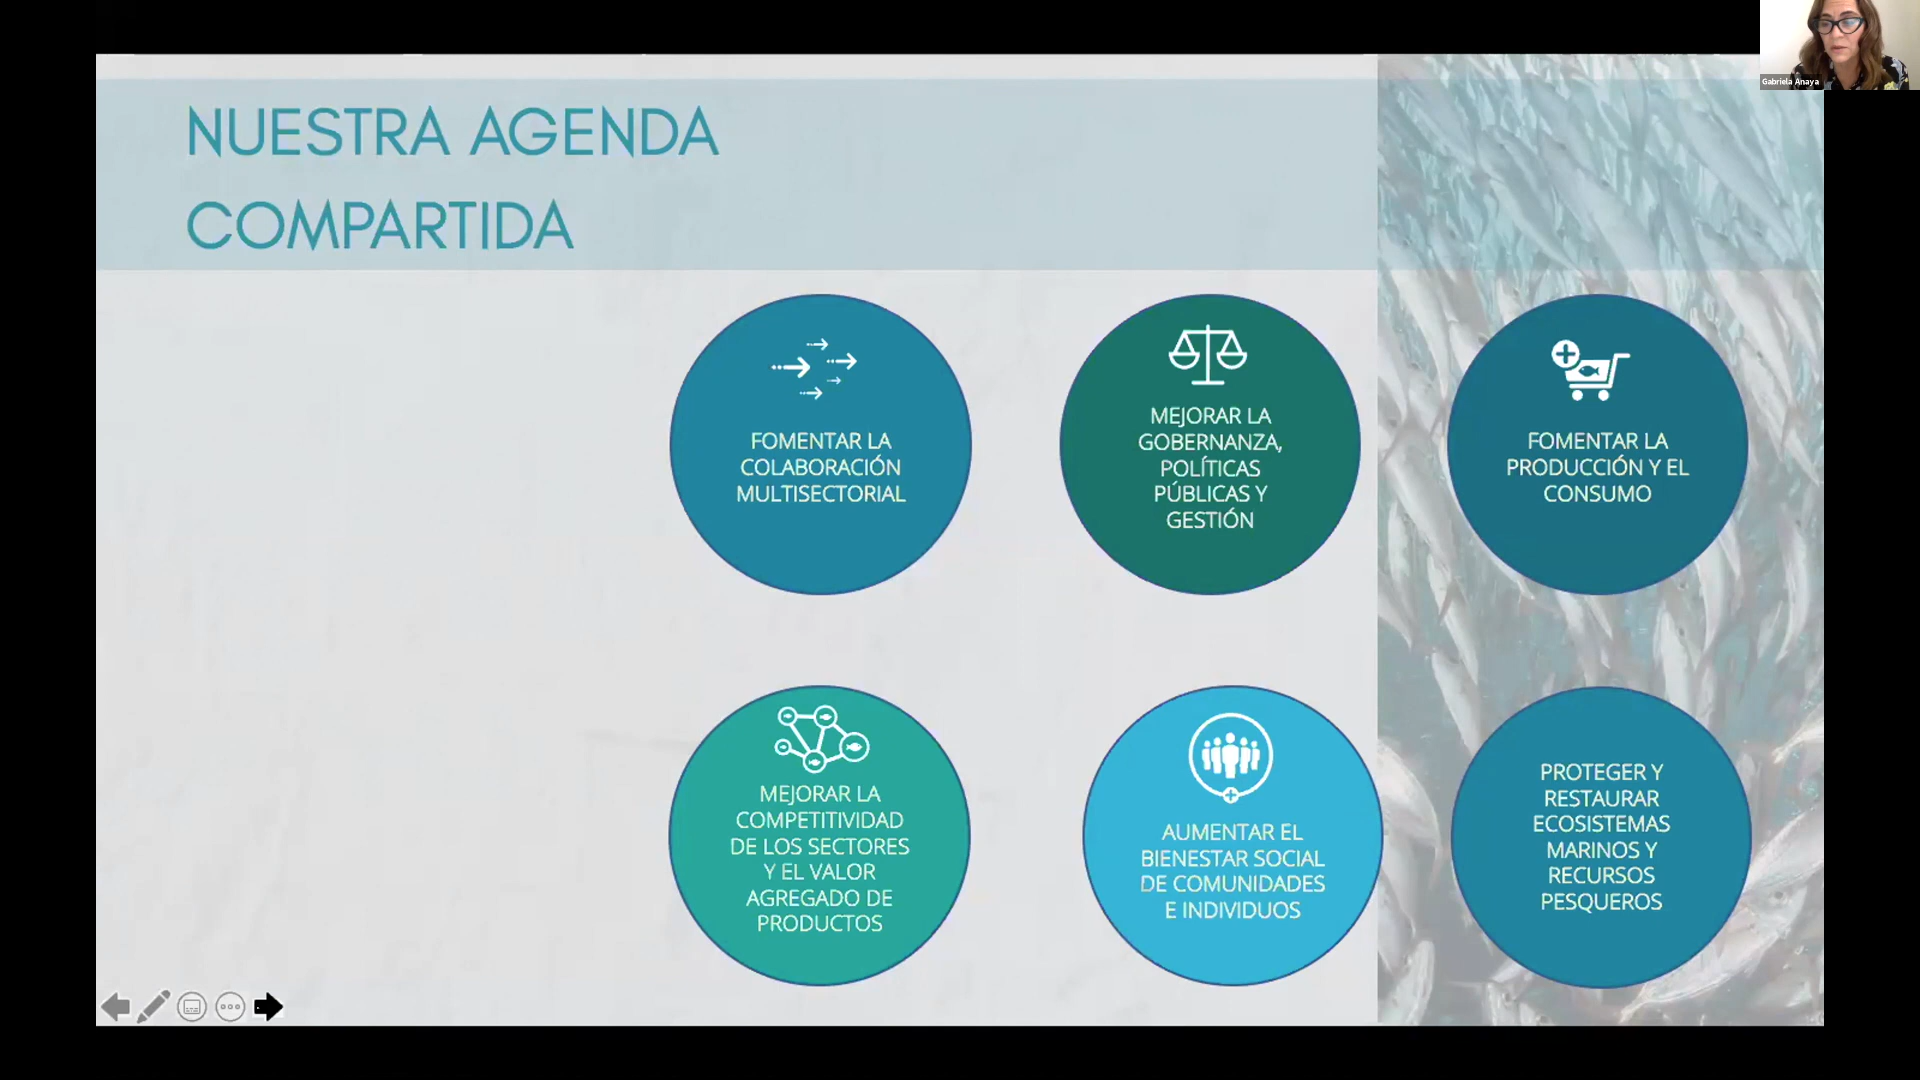 NUESTRA AGENDA
COMPARTIDA
FOMENTAR LA
COLABORACIÓN
MULTISECTORIAL
MEJORAR LA
GOBERNANZA,
POLÍTICAS
PÚBLICAS Y
GESTIÓN
FOMENTAR LA
PRODUCCIÓN Y EL
CONSUMO
MEJORAR LA
COMPETITIVIDAD
DE LOS SECTORES
Y EL VALOR
AGREGADO DE
PRODUCTOS
AUMENTAR EL
BIENESTAR SOCIAL
DE COMUNIDADES
E INDIVIDUOS
PROTEGER Y
RESTAURAR
ECOSISTEMAS
MARINOS Y
RECURSOS
PESQUEROS
Gabriela Anaya